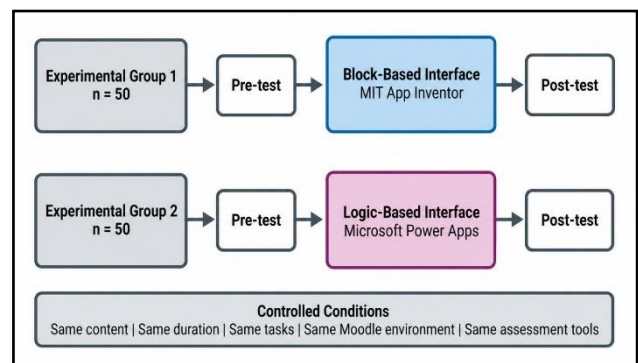 Experimental Group 1
n = 50
Pre-test
Block-Based Interface
MIT App Inventor
Post-test
Experimental Group 2
n = 50
Pre-test
Logic-Based Interface
Microsoft Power Apps
Post-test
Controlled Conditions
Same content | Same duration | Same tasks | Same Moodle environment | Same assessment tools